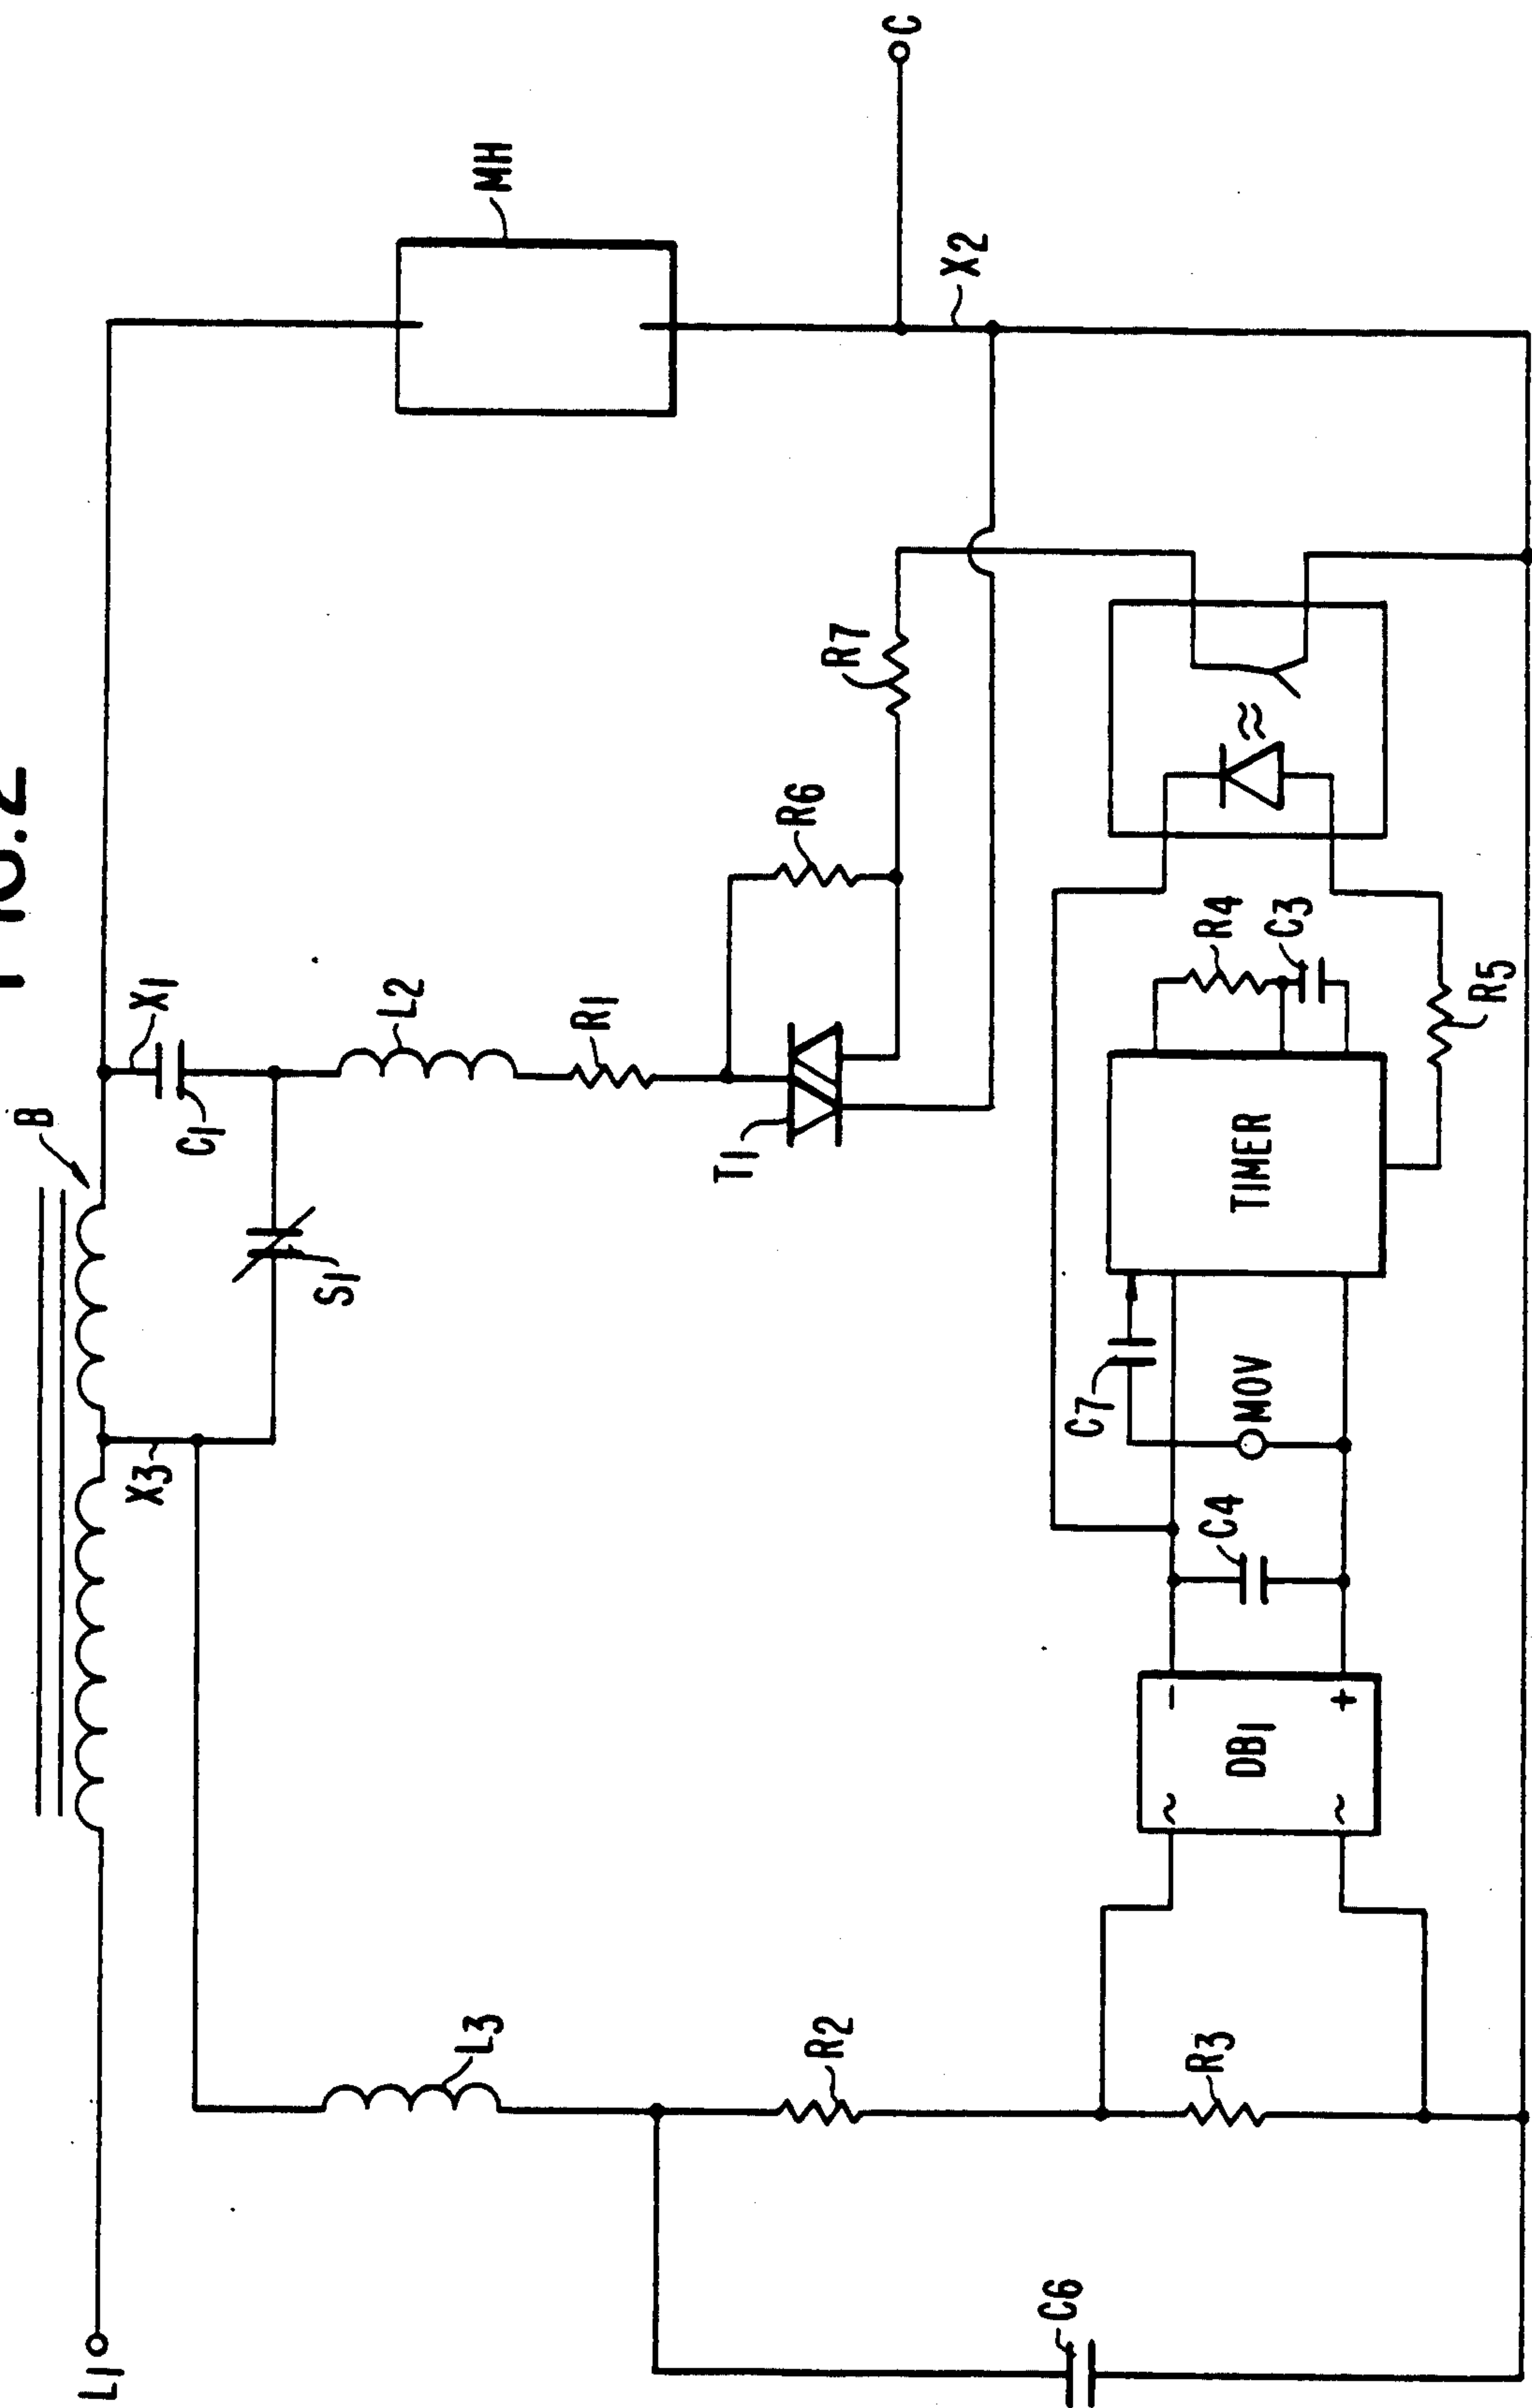 FIG.2
L1
B
X3
X1
C1
S1
L2
R1
T1
R6
R7
MH
C
X2
L3
R2
R3
C6
DB1
~
~
−
+
C4
C7
MOV
TIMER
R4
C3
R5